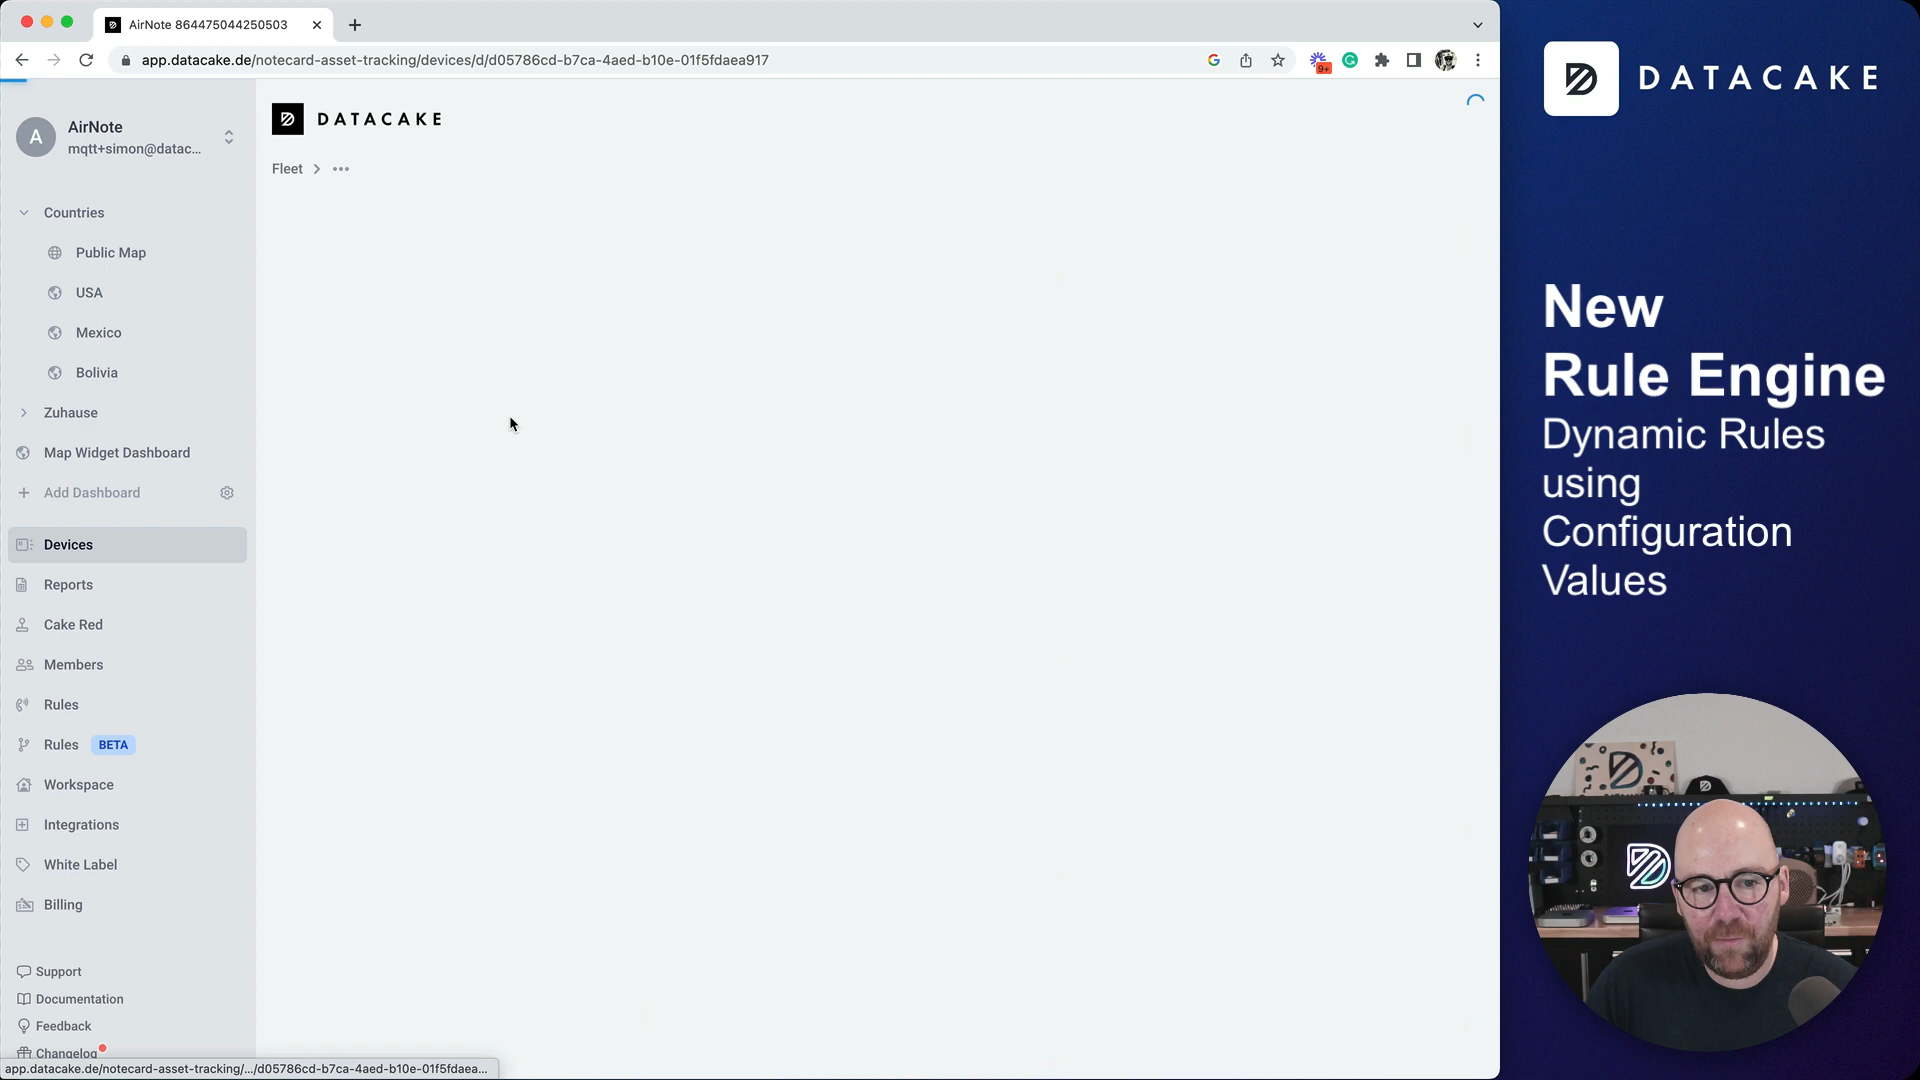 AirNote 864475044250503
app.datacake.de/notecard-asset-tracking/devices/d/d05786cd-b7ca-4aed-b10e-01f5fdaea917
9+
A
AirNote
mqtt+simon@datac...
Countries
Public Map
USA
Mexico
Bolivia
Zuhause
Map Widget Dashboard
Add Dashboard
Devices
Reports
Cake Red
Members
Rules
Rules BETA
Workspace
Integrations
White Label
Billing
Support
Documentation
Feedback
Changelog
app.datacake.de/notecard-asset-tracking/.../d05786cd-b7ca-4aed-b10e-01f5fdaea...
DATACAKE
Fleet
DATACAKE
New
Rule Engine
Dynamic Rules
using
Configuration
Values